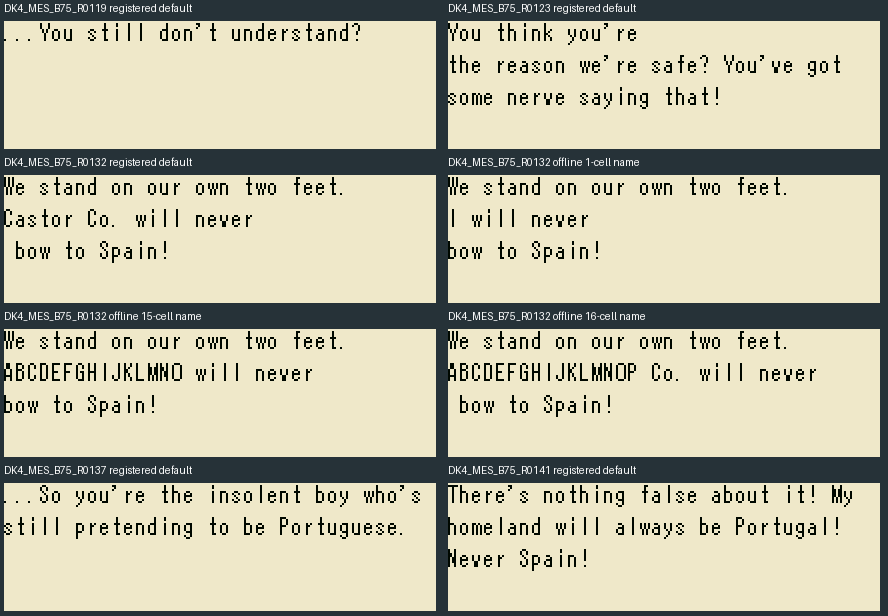 DK4_MES_B75_R0119 registered default
...You still don't understand?
DK4_MES_B75_R0123 registered default
You think you're
the reason we're safe? You've got
some nerve saying that!
DK4_MES_B75_R0132 registered default
We stand on our own two feet.
Castor Co. will never
bow to Spain!
DK4_MES_B75_R0132 offline 1-cell name
We stand on our own two feet.
I will never
bow to Spain!
DK4_MES_B75_R0132 offline 15-cell name
We stand on our own two feet.
ABCDEFGHIJKLMNO will never
bow to Spain!
DK4_MES_B75_R0132 offline 16-cell name
We stand on our own two feet.
ABCDEFGHIJKLMNOP Co. will never
bow to Spain!
DK4_MES_B75_R0137 registered default
...So you're the insolent boy who's
still pretending to be Portuguese.
DK4_MES_B75_R0141 registered default
There's nothing false about it! My
homeland will always be Portugal!
Never Spain!